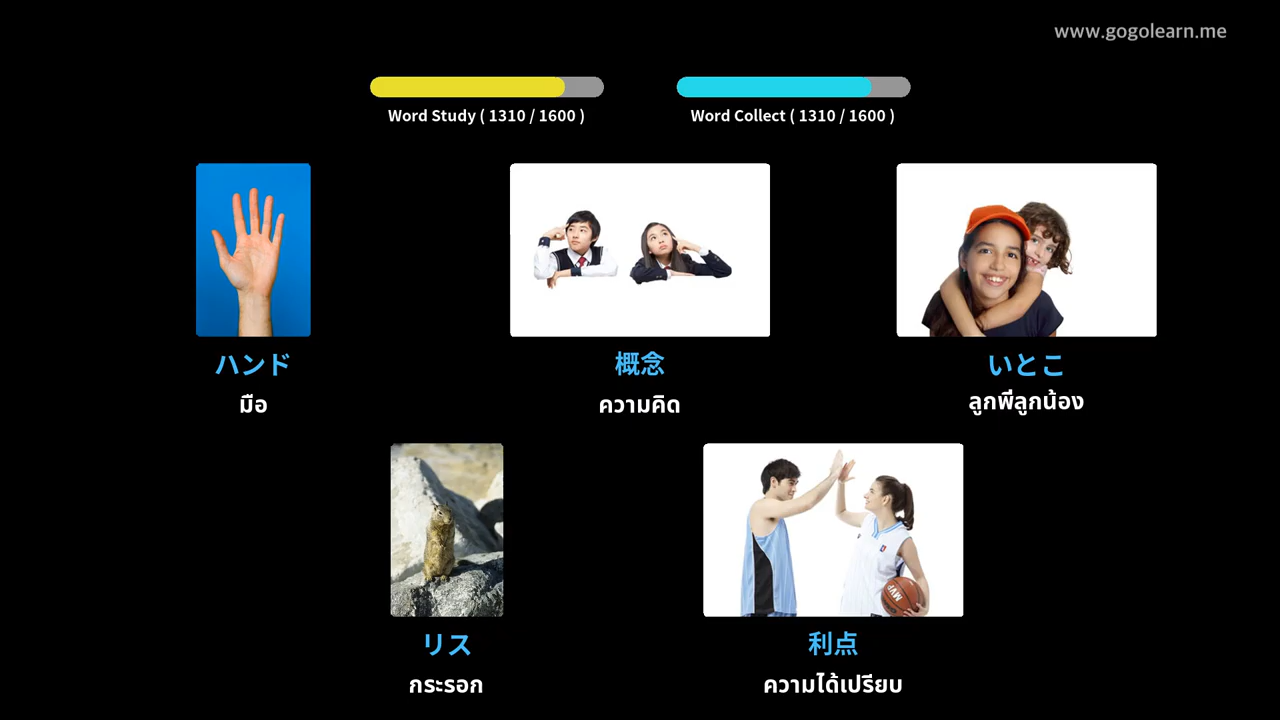 www.gogolearn.me
Word Study ( 1310 / 1600 )
Word Collect ( 1310 / 1600 )
ハンド
概念
いとこ
มือ
ความคิด
ลูกพี่ลูกน้อง
リス
利点
กระรอก
ความได้เปรียบ
MVP